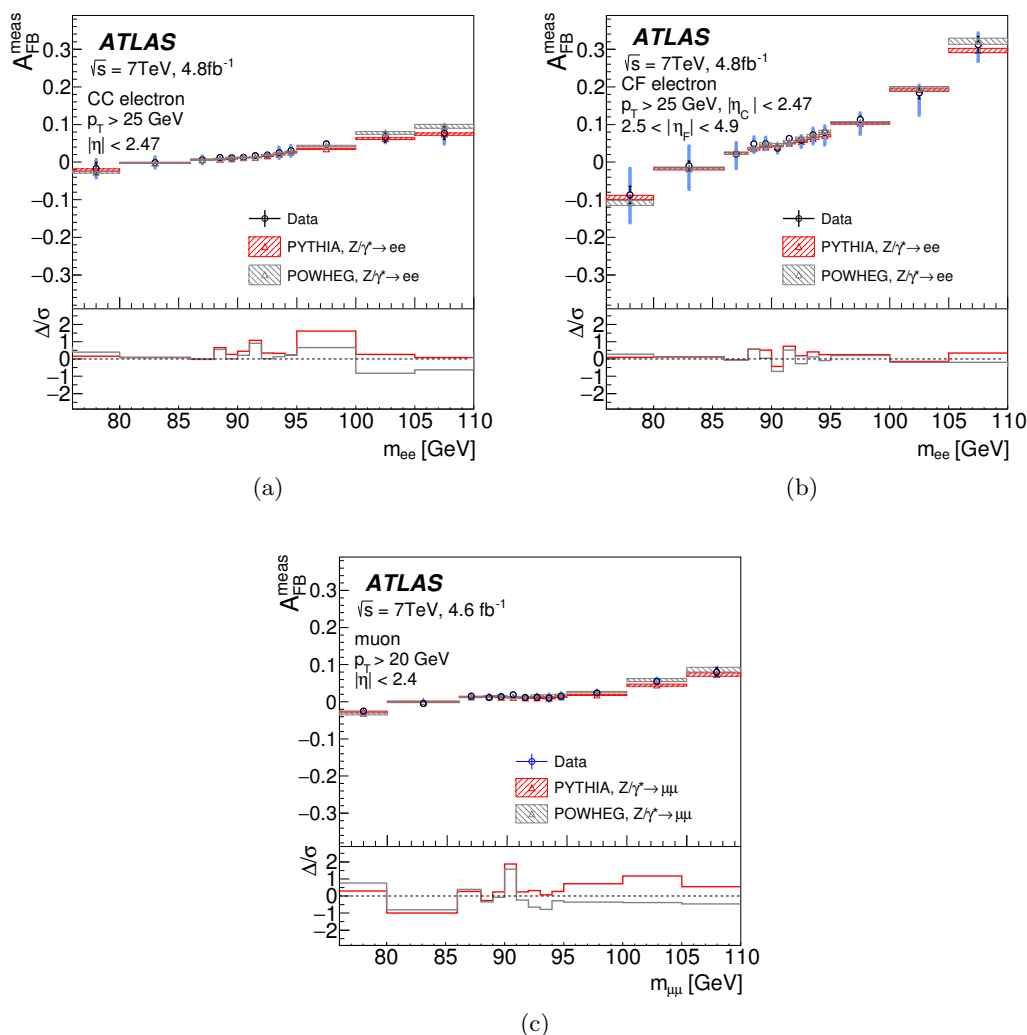 A_FB^meas
ATLAS
√s = 7TeV, 4.8fb⁻¹
CC electron
p_T > 25 GeV
|η| < 2.47
0.3
0.2
0.1
0
−0.1
−0.2
−0.3
Data
PYTHIA, Z/γ*→ee
POWHEG, Z/γ*→ee
Δ/σ
2
1
0
−1
−2
80 85 90 95 100 105 110
m_ee [GeV]
(a)
A_FB^meas
ATLAS
√s = 7TeV, 4.8fb⁻¹
CF electron
p_T > 25 GeV, |η_C| < 2.47
2.5 < |η_F| < 4.9
0.3
0.2
0.1
0
−0.1
−0.2
−0.3
Data
PYTHIA, Z/γ*→ee
POWHEG, Z/γ*→ee
Δ/σ
2
1
0
−1
−2
80 85 90 95 100 105 110
m_ee [GeV]
(b)
A_FB^meas
ATLAS
√s = 7TeV, 4.6 fb⁻¹
muon
p_T > 20 GeV
|η| < 2.4
0.3
0.2
0.1
0
−0.1
−0.2
−0.3
Data
PYTHIA, Z/γ*→μμ
POWHEG, Z/γ*→μμ
Δ/σ
2
1
0
−1
−2
80 85 90 95 100 105 110
m_μμ [GeV]
(c)